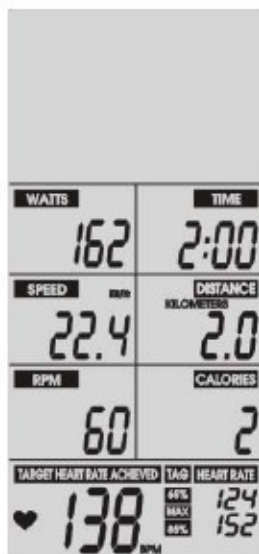 WATTS TIME
162 2:00
SPEED DISTANCE
KILOMETERS
22.4 2.0
RPM CALORIES
60 2
TARGET HEART RATE ACHIEVED TAG HEART RATE
65% 124
138 MAX
85% 152
BPM